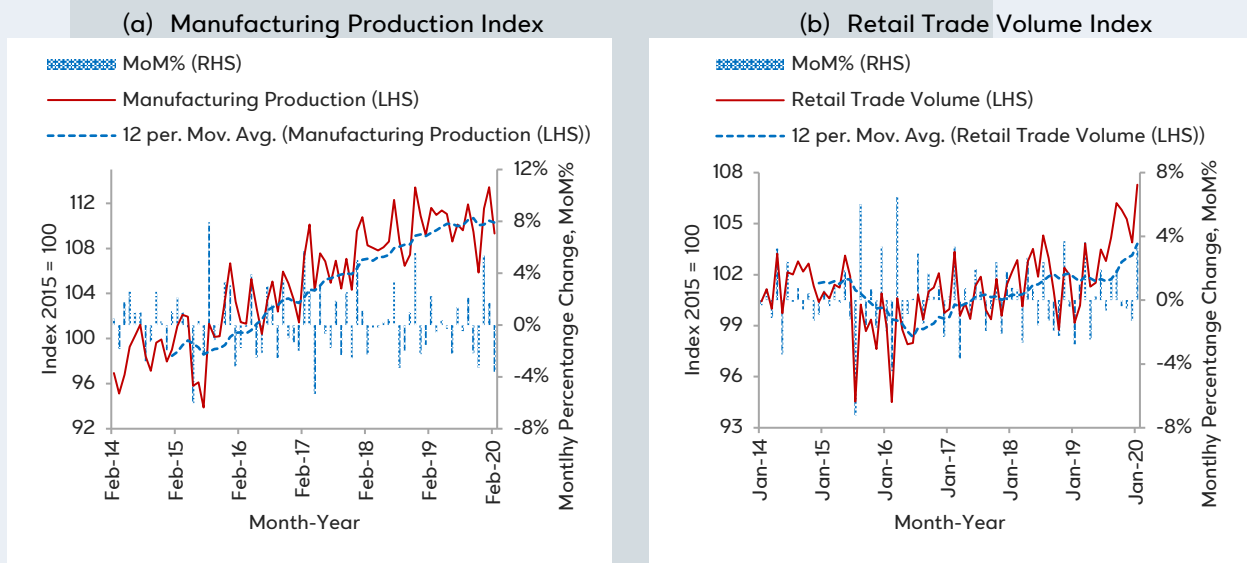 (a) Manufacturing Production Index
MoM% (RHS)
Manufacturing Production (LHS)
12 per. Mov. Avg. (Manufacturing Production (LHS))
Index 2015 = 100
112
108
104
100
96
92
12%
8%
4%
0%
-4%
-8%
Montlhy Percentange Change, MoM%
Feb-14
Feb-15
Feb-16
Feb-17
Feb-18
Feb-19
Feb-20
Month-Year
(b) Retail Trade Volume Index
MoM% (RHS)
Retail Trade Volume (LHS)
12 per. Mov. Avg. (Retail Trade Volume (LHS))
Index 2015 = 100
108
105
102
99
96
93
8%
4%
0%
-4%
-8%
Montlhy Percentange Change, MoM%
Jan-14
Jan-15
Jan-16
Jan-17
Jan-18
Jan-19
Jan-20
Month-Year